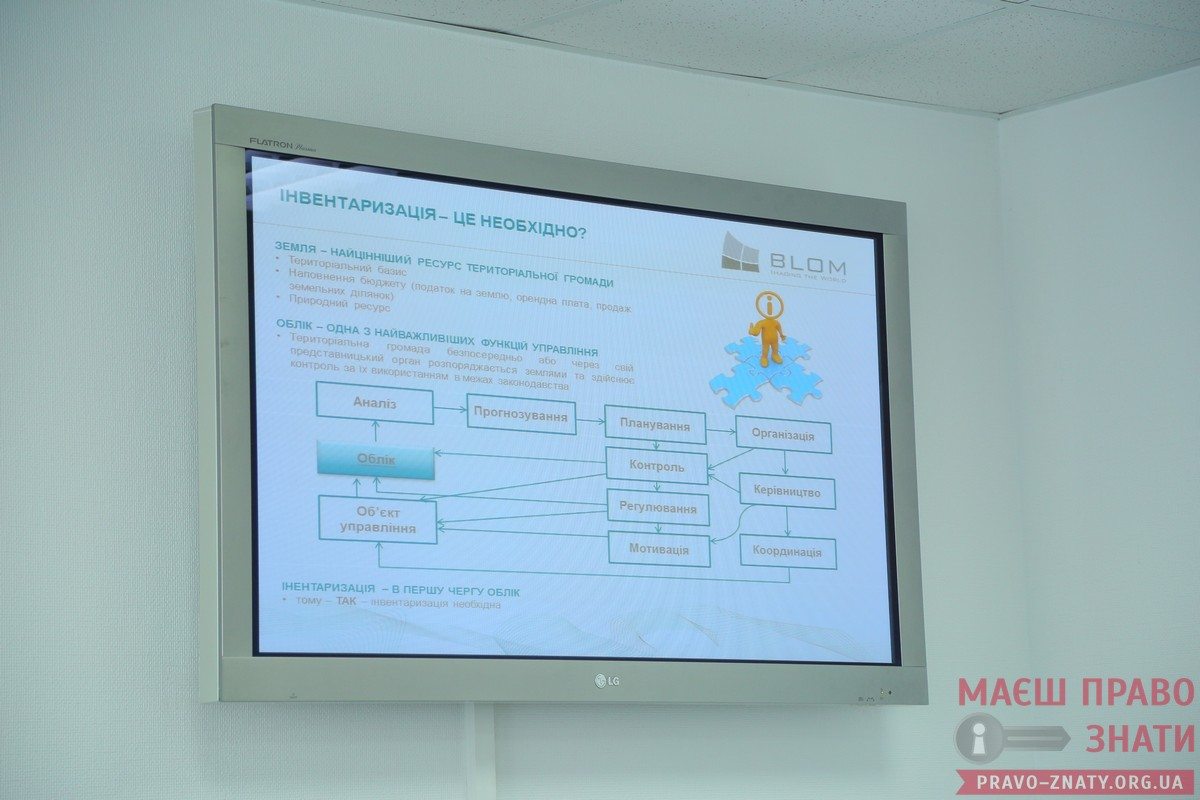 FLATRON
ІНВЕНТАРИЗАЦІЯ – ЦЕ НЕОБХІДНО?
BLOM
IMAGING THE WORLD
ЗЕМЛЯ – НАЙЦІННІШИЙ РЕСУРС ТЕРИТОРІАЛЬНОЇ ГРОМАДИ
• Територіальний базис
• Наповнення бюджету (податок на землю, орендна плата, продаж
земельних ділянок)
• Природний ресурс
ОБЛІК – ОДНА З НАЙВАЖЛИВІШИХ ФУНКЦІЙ УПРАВЛІННЯ
• Територіальна громада безпосередньо або через свій
представницький орган розпоряджається землями та здійснює
контроль за їх використанням в межах законодавства
Аналіз
Прогнозування
Планування
Організація
Облік
Контроль
Керівництво
Об'єкт
управління
Регулювання
Мотивація
Координація
ІНЕНТАРИЗАЦІЯ – В ПЕРШУ ЧЕРГУ ОБЛІК
• тому – ТАК – інвентаризація необхідна
LG
МАЄШ ПРАВО
ЗНАТИ
PRAVO-ZNATY.ORG.UA